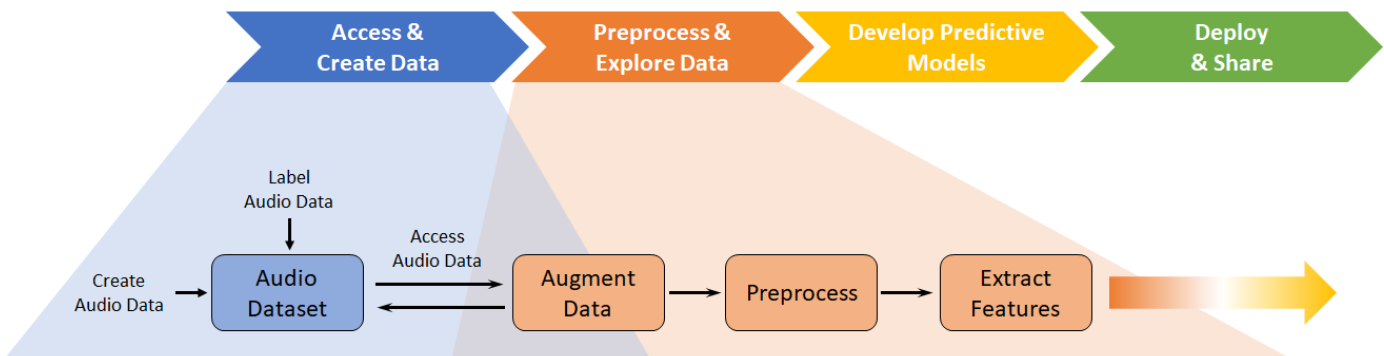 Access &
Create Data
Preprocess &
Explore Data
Develop Predictive
Models
Deploy
& Share
Label
Audio Data
Create
Audio Data
Audio
Dataset
Access
Audio Data
Augment
Data
Preprocess
Extract
Features